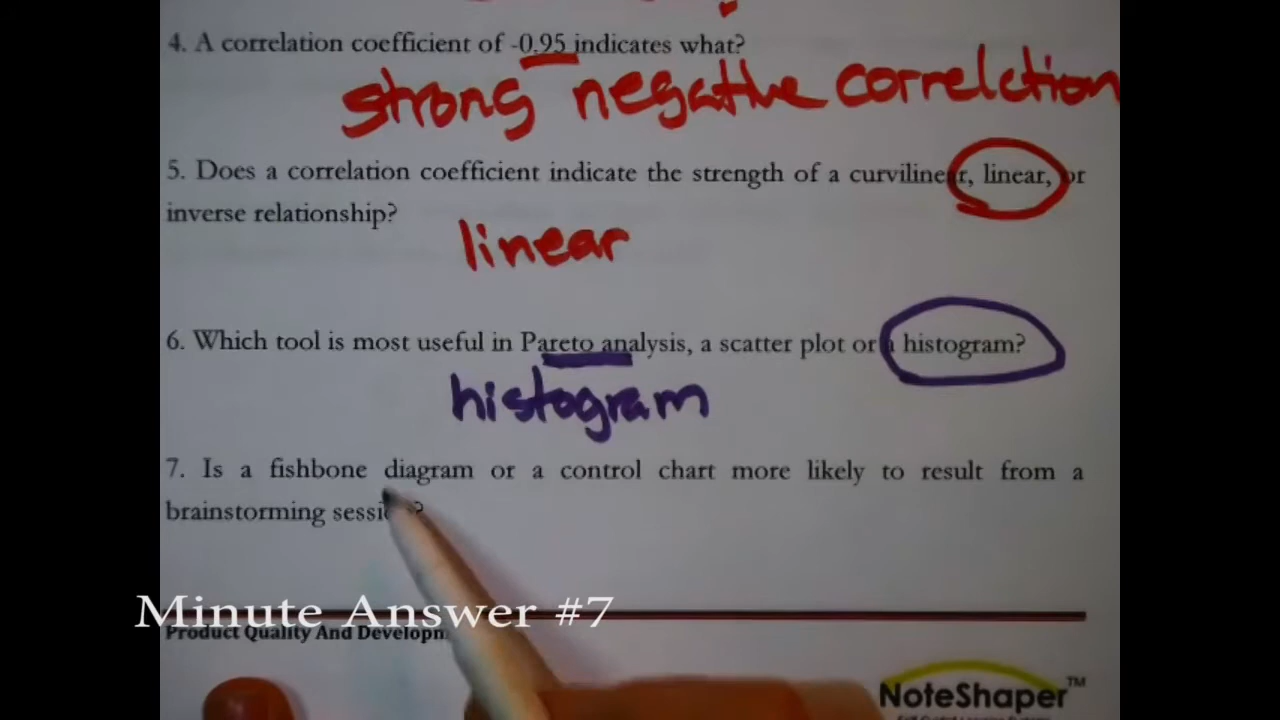 4. A correlation coefficient of -0.95 indicates what?
strong negative correlation
5. Does a correlation coefficient indicate the strength of a curvilinear, linear, or
inverse relationship?
linear
6. Which tool is most useful in Pareto analysis, a scatter plot or a histogram?
histogram
7. Is a fishbone diagram or a control chart more likely to result from a
brainstorming
Minute Answer #7
Product Quality And
NoteShaper™